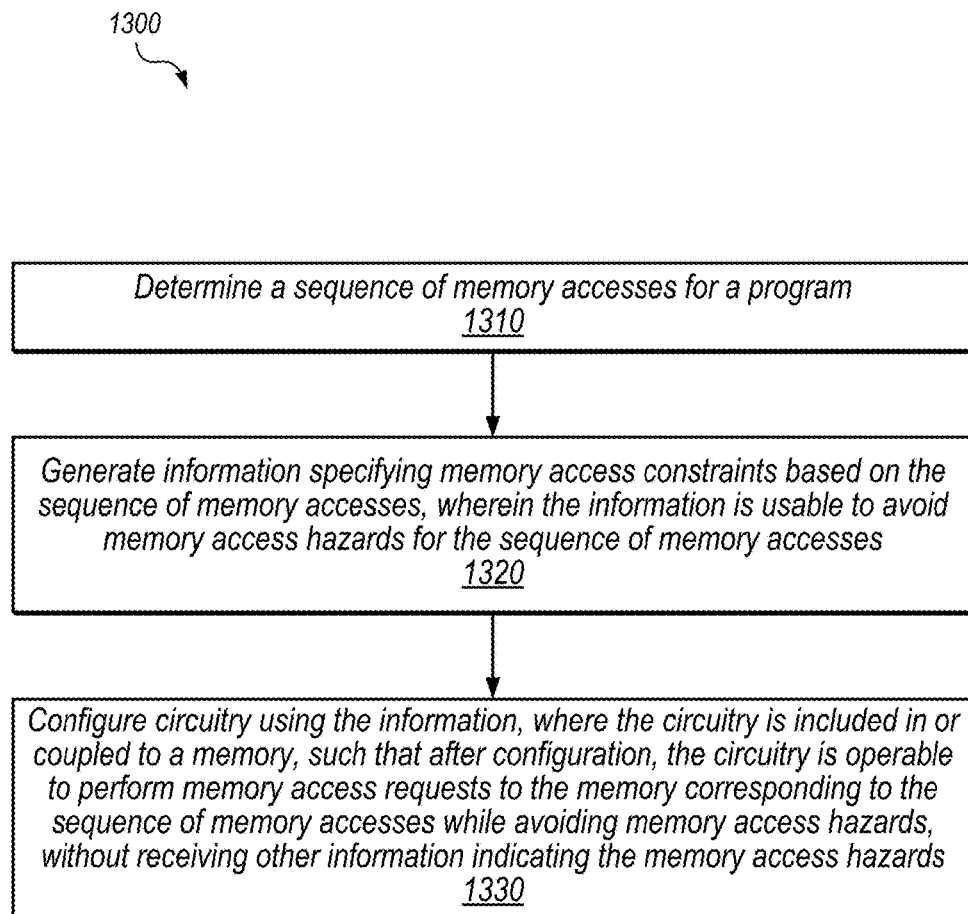 1300
Determine a sequence of memory accesses for a program
1310
Generate information specifying memory access constraints based on the
sequence of memory accesses, wherein the information is usable to avoid
memory access hazards for the sequence of memory accesses
1320
Configure circuitry using the information, where the circuitry is included in or
coupled to a memory, such that after configuration, the circuitry is operable
to perform memory access requests to the memory corresponding to the
sequence of memory accesses while avoiding memory access hazards,
without receiving other information indicating the memory access hazards
1330